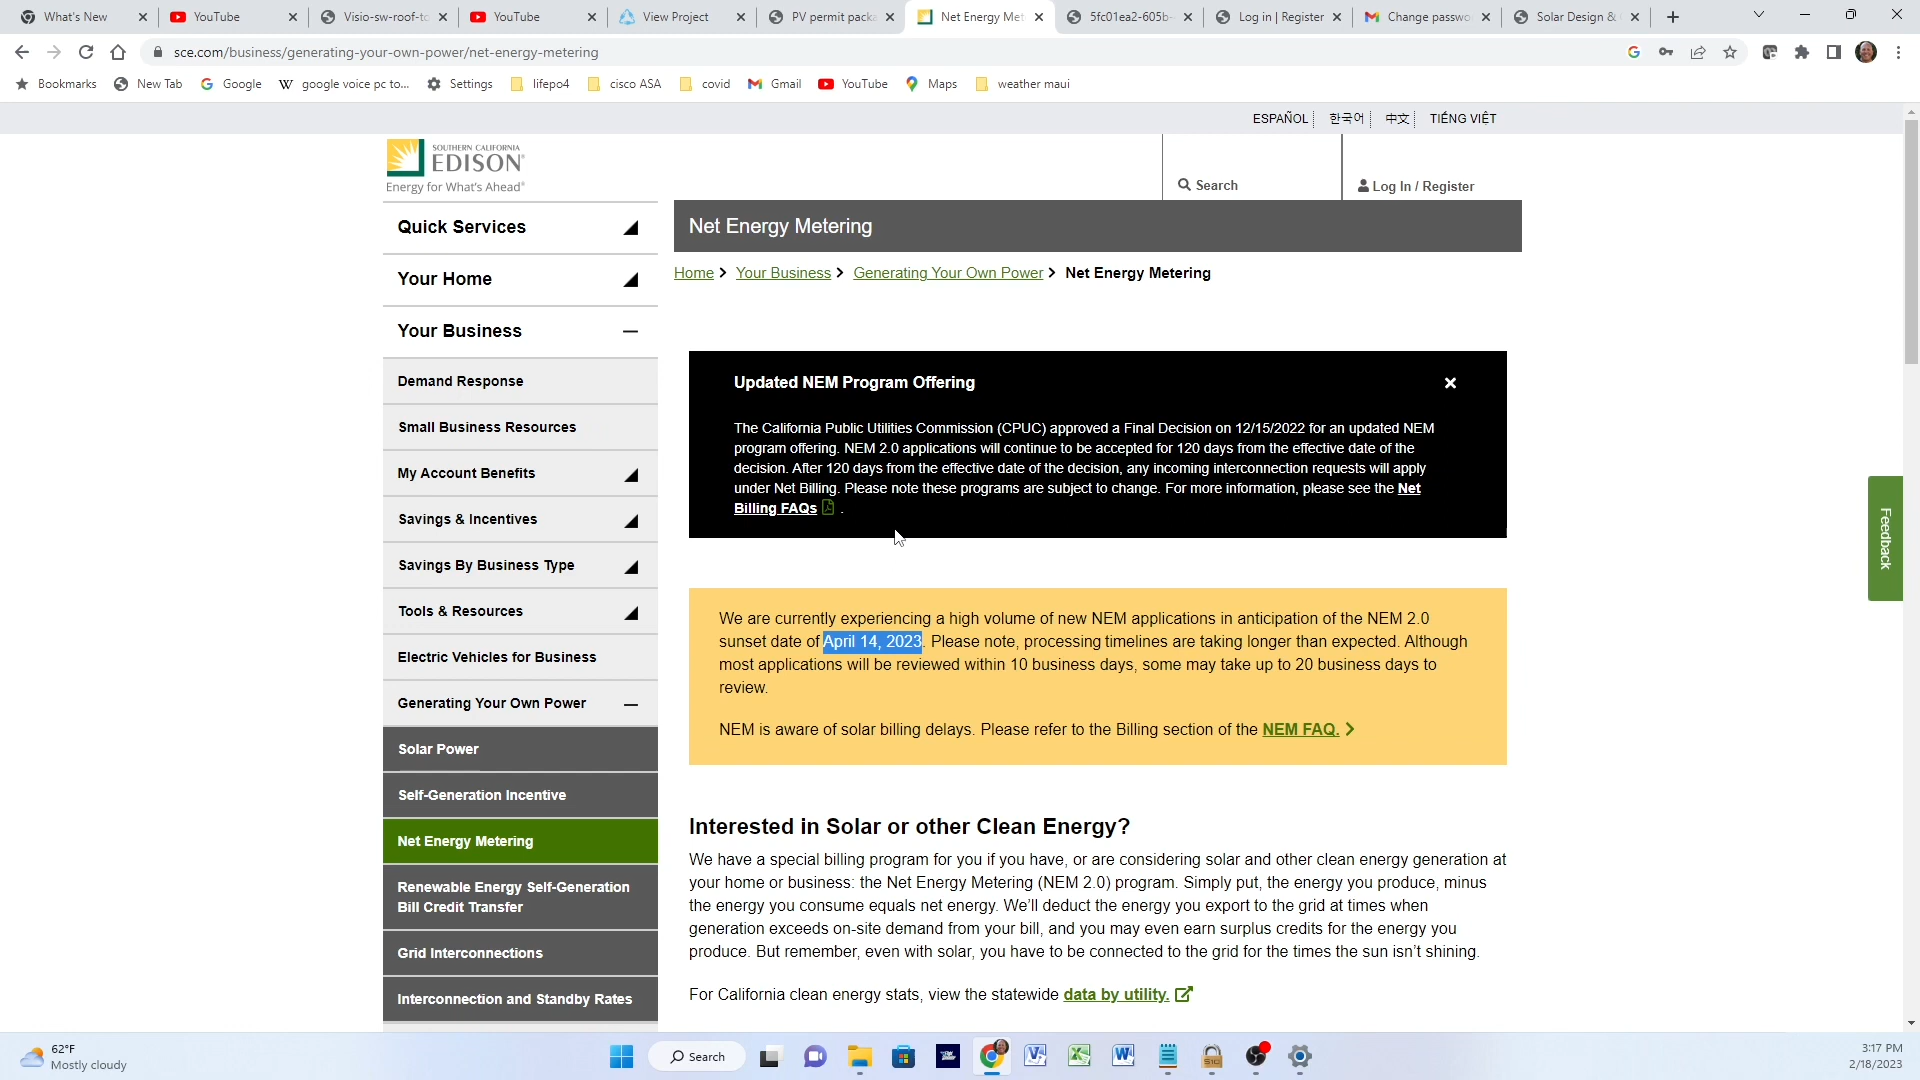 What's New
YouTube
Visio-sw-roof-to
YouTube
View Project
PV permit packa
Net Energy Met
5fc01ea2-605b-
Log in | Register
Change passwo
Solar Design &
sce.com/business/generating-your-own-power/net-energy-metering
Bookmarks
New Tab
Google
google voice pc to...
Settings
lifepo4
cisco ASA
covid
Gmail
YouTube
Maps
weather maui
ESPAÑOL
한국어
中文
TIẾNG VIỆT
SOUTHERN CALIFORNIA
EDISON®
Energy for What's Ahead®
Search
Log In / Register
Quick Services
Your Home
Your Business
Demand Response
Small Business Resources
My Account Benefits
Savings & Incentives
Savings By Business Type
Tools & Resources
Electric Vehicles for Business
Generating Your Own Power
Solar Power
Self-Generation Incentive
Net Energy Metering
Renewable Energy Self-Generation
Bill Credit Transfer
Grid Interconnections
Interconnection and Standby Rates
Net Energy Metering
Home > Your Business > Generating Your Own Power > Net Energy Metering
Updated NEM Program Offering
The California Public Utilities Commission (CPUC) approved a Final Decision on 12/15/2022 for an updated NEM
program offering. NEM 2.0 applications will continue to be accepted for 120 days from the effective date of the
decision. After 120 days from the effective date of the decision, any incoming interconnection requests will apply
under Net Billing. Please note these programs are subject to change. For more information, please see the Net
Billing FAQs .
We are currently experiencing a high volume of new NEM applications in anticipation of the NEM 2.0
sunset date of April 14, 2023. Please note, processing timelines are taking longer than expected. Although
most applications will be reviewed within 10 business days, some may take up to 20 business days to
review.
NEM is aware of solar billing delays. Please refer to the Billing section of the NEM FAQ. >
Interested in Solar or other Clean Energy?
We have a special billing program for you if you have, or are considering solar and other clean energy generation at
your home or business: the Net Energy Metering (NEM 2.0) program. Simply put, the energy you produce, minus
the energy you consume equals net energy. We'll deduct the energy you export to the grid at times when
generation exceeds on-site demand from your bill, and you may even earn surplus credits for the energy you
produce. But remember, even with solar, you have to be connected to the grid for the times the sun isn't shining.
For California clean energy stats, view the statewide data by utility.
Feedback
62°F
Mostly cloudy
Search
3:17 PM
2/18/2023